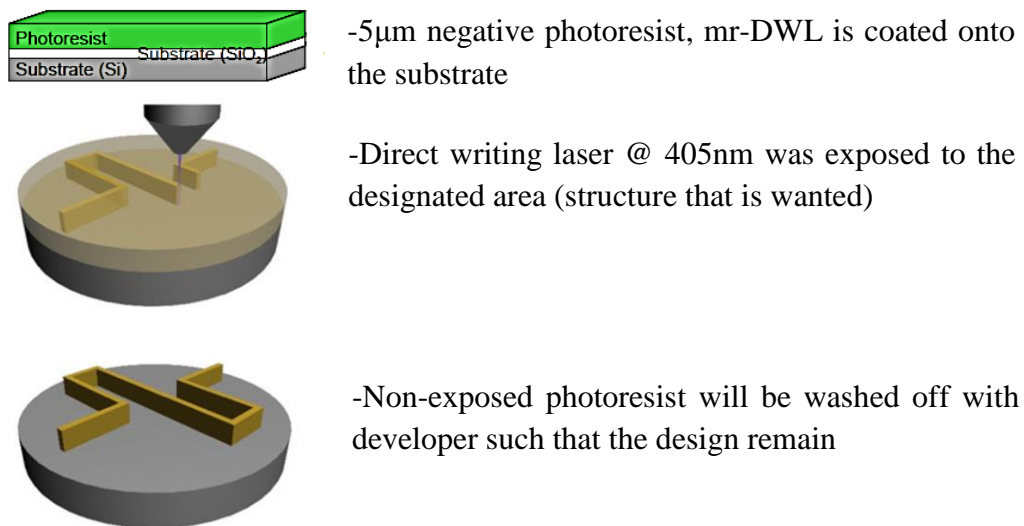 Photoresist
Substrate (SiO₂)
Substrate (Si)
-5μm negative photoresist, mr-DWL is coated onto
the substrate
-Direct writing laser @ 405nm was exposed to the
designated area (structure that is wanted)
-Non-exposed photoresist will be washed off with
developer such that the design remain